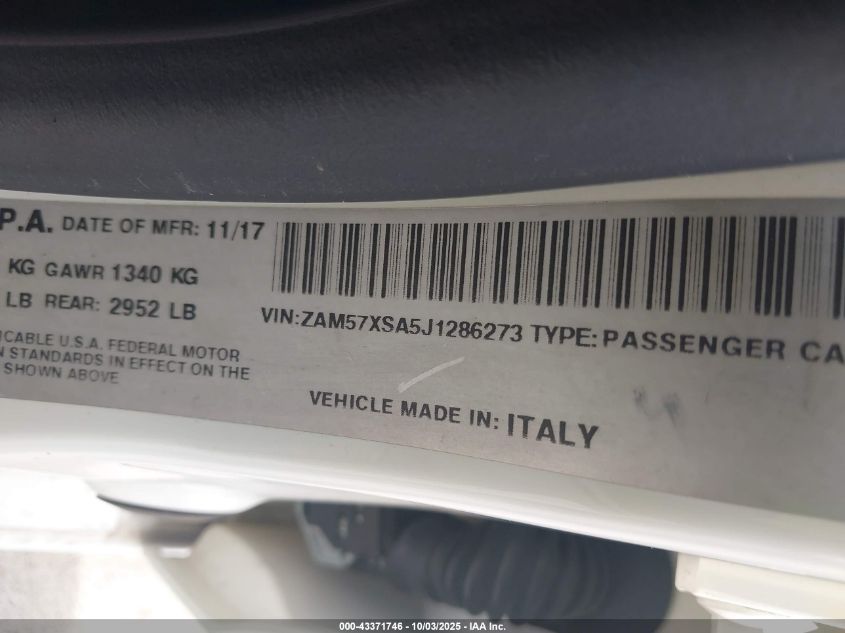 P.A. DATE OF MFR: 11/17
KG GAWR 1340 KG
LB REAR: 2952 LB
VIN:ZAM57XSA5J1286273 TYPE:PASSENGER CA
ICABLE U.S.A. FEDERAL MOTOR
N STANDARDS IN EFFECT ON THE
SHOWN ABOVE
VEHICLE MADE IN: ITALY
000-43371746 - 10/03/2025 - IAA Inc.